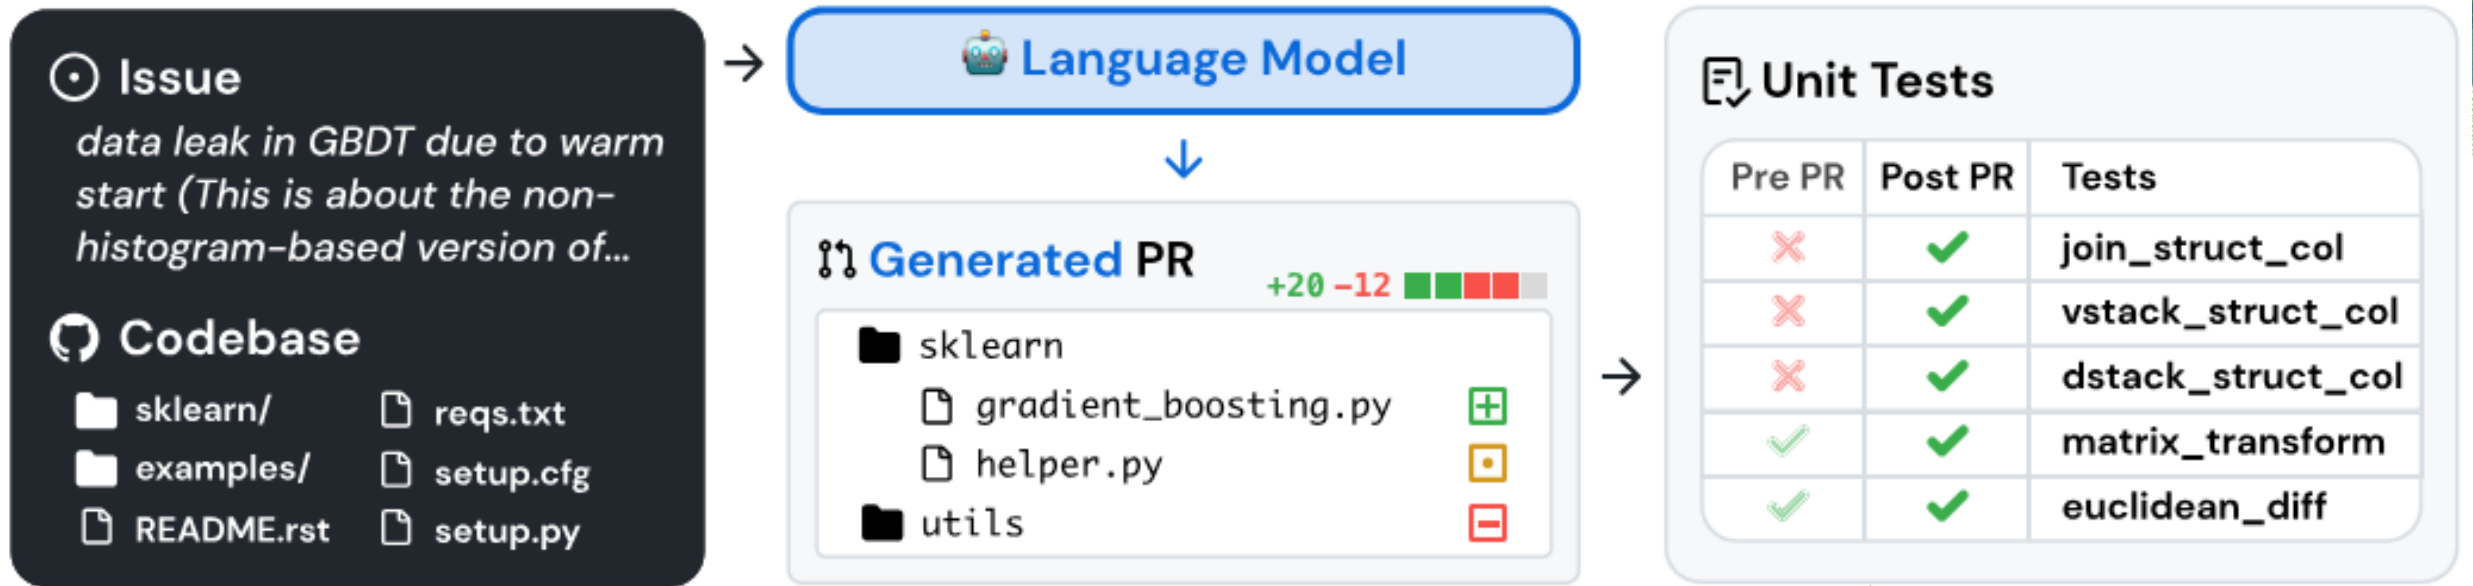 Issue
data leak in GBDT due to warm
start (This is about the non-
histogram-based version of...
Codebase
sklearn/
reqs.txt
examples/
setup.cfg
README.rst
setup.py
Language Model
Generated PR
+20 -12
sklearn
gradient_boosting.py
helper.py
utils
Unit Tests
Pre PR Post PR Tests
join_struct_col
vstack_struct_col
dstack_struct_col
matrix_transform
euclidean_diff